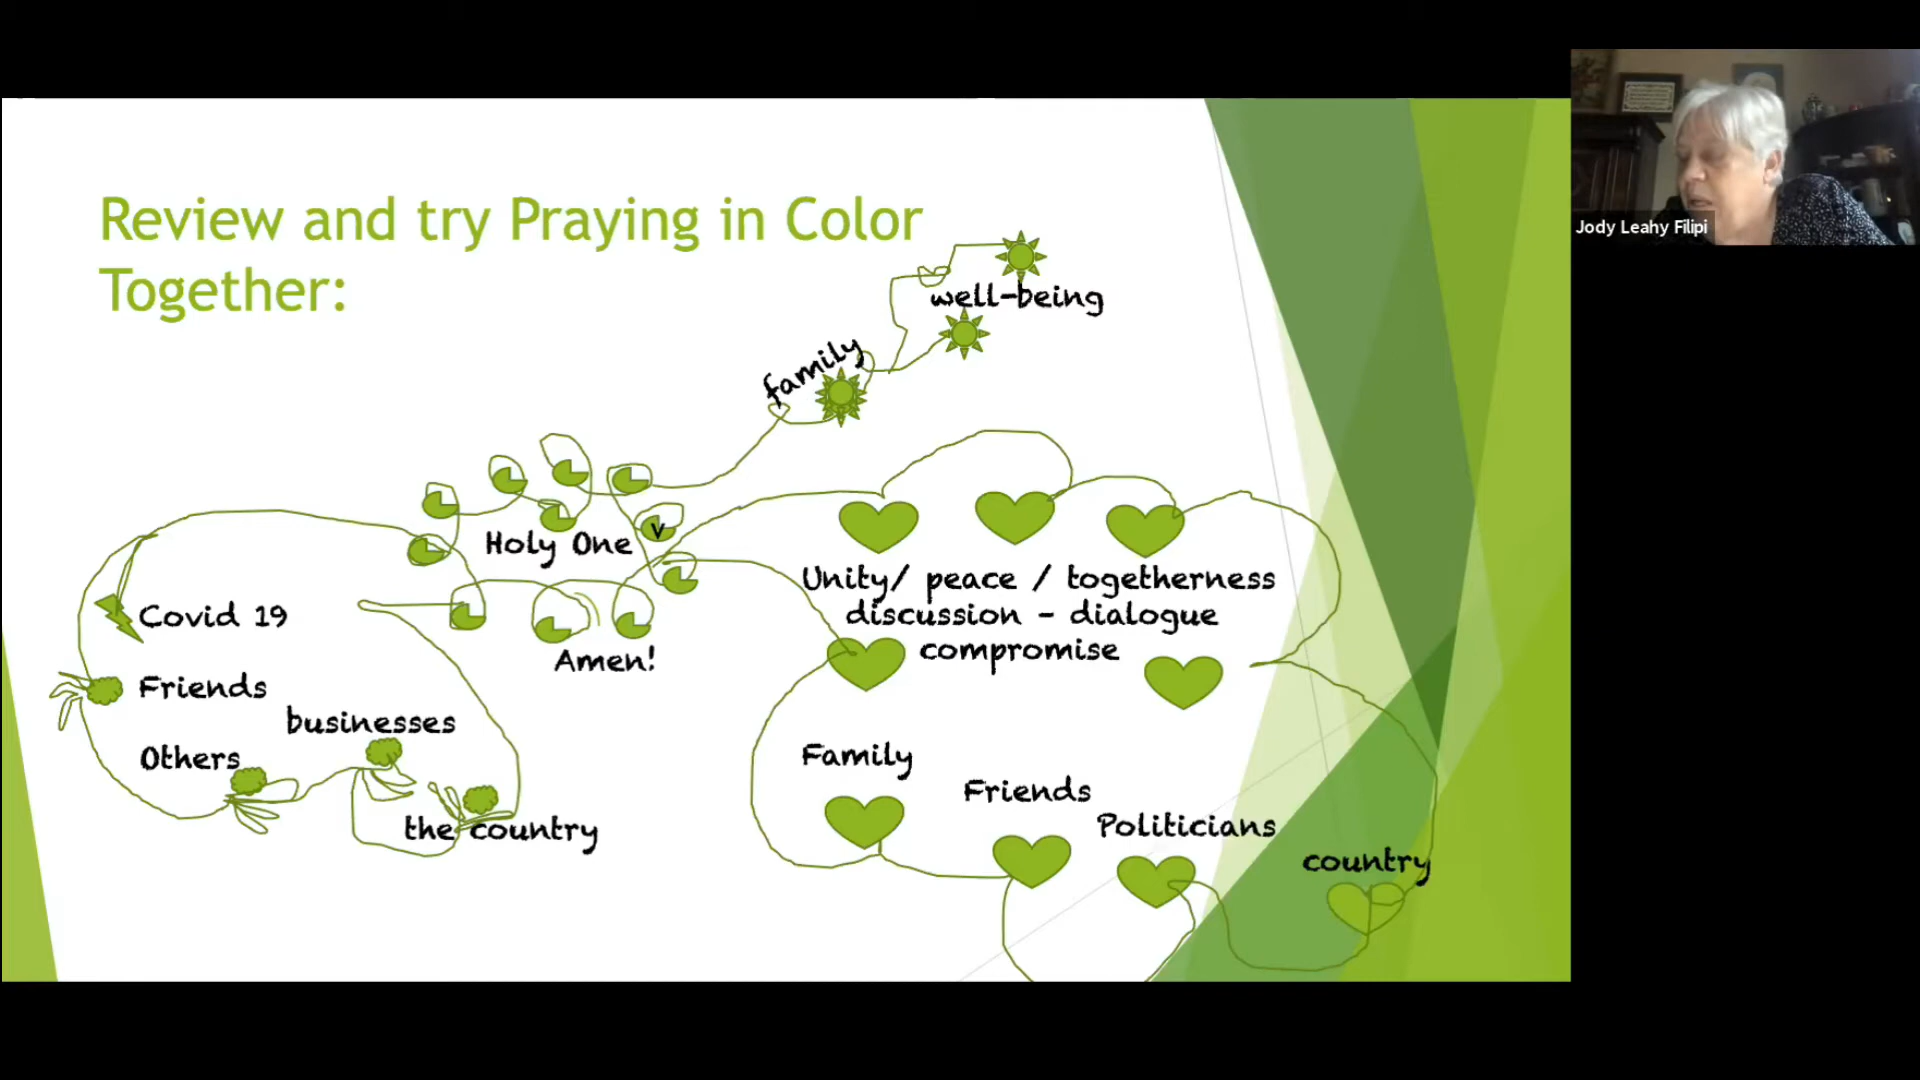 Review and try Praying in Color
Together:
well-being
family
Holy One
v
Amen!
Covid 19
Friends
Others
businesses
the country
Unity/ peace / togetherness
discussion - dialogue
compromise
Family
Friends
Politicians
country
Jody Leahy Filipi